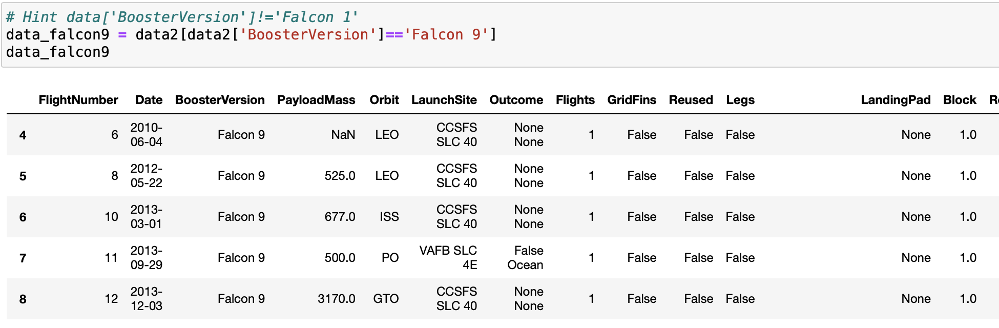 # Hint data['BoosterVersion']!='Falcon 1'
data_falcon9 = data2[data2['BoosterVersion']=='Falcon 9']
data_falcon9
FlightNumber Date BoosterVersion PayloadMass Orbit LaunchSite Outcome Flights GridFins Reused Legs LandingPad Block
4 6 2010-06-04 Falcon 9 NaN LEO CCSFS SLC 40 None None 1 False False False None 1.0
5 8 2012-05-22 Falcon 9 525.0 LEO CCSFS SLC 40 None None 1 False False False None 1.0
6 10 2013-03-01 Falcon 9 677.0 ISS CCSFS SLC 40 None None 1 False False False None 1.0
7 11 2013-09-29 Falcon 9 500.0 PO VAFB SLC 4E False Ocean 1 False False False None 1.0
8 12 2013-12-03 Falcon 9 3170.0 GTO CCSFS SLC 40 None None 1 False False False None 1.0